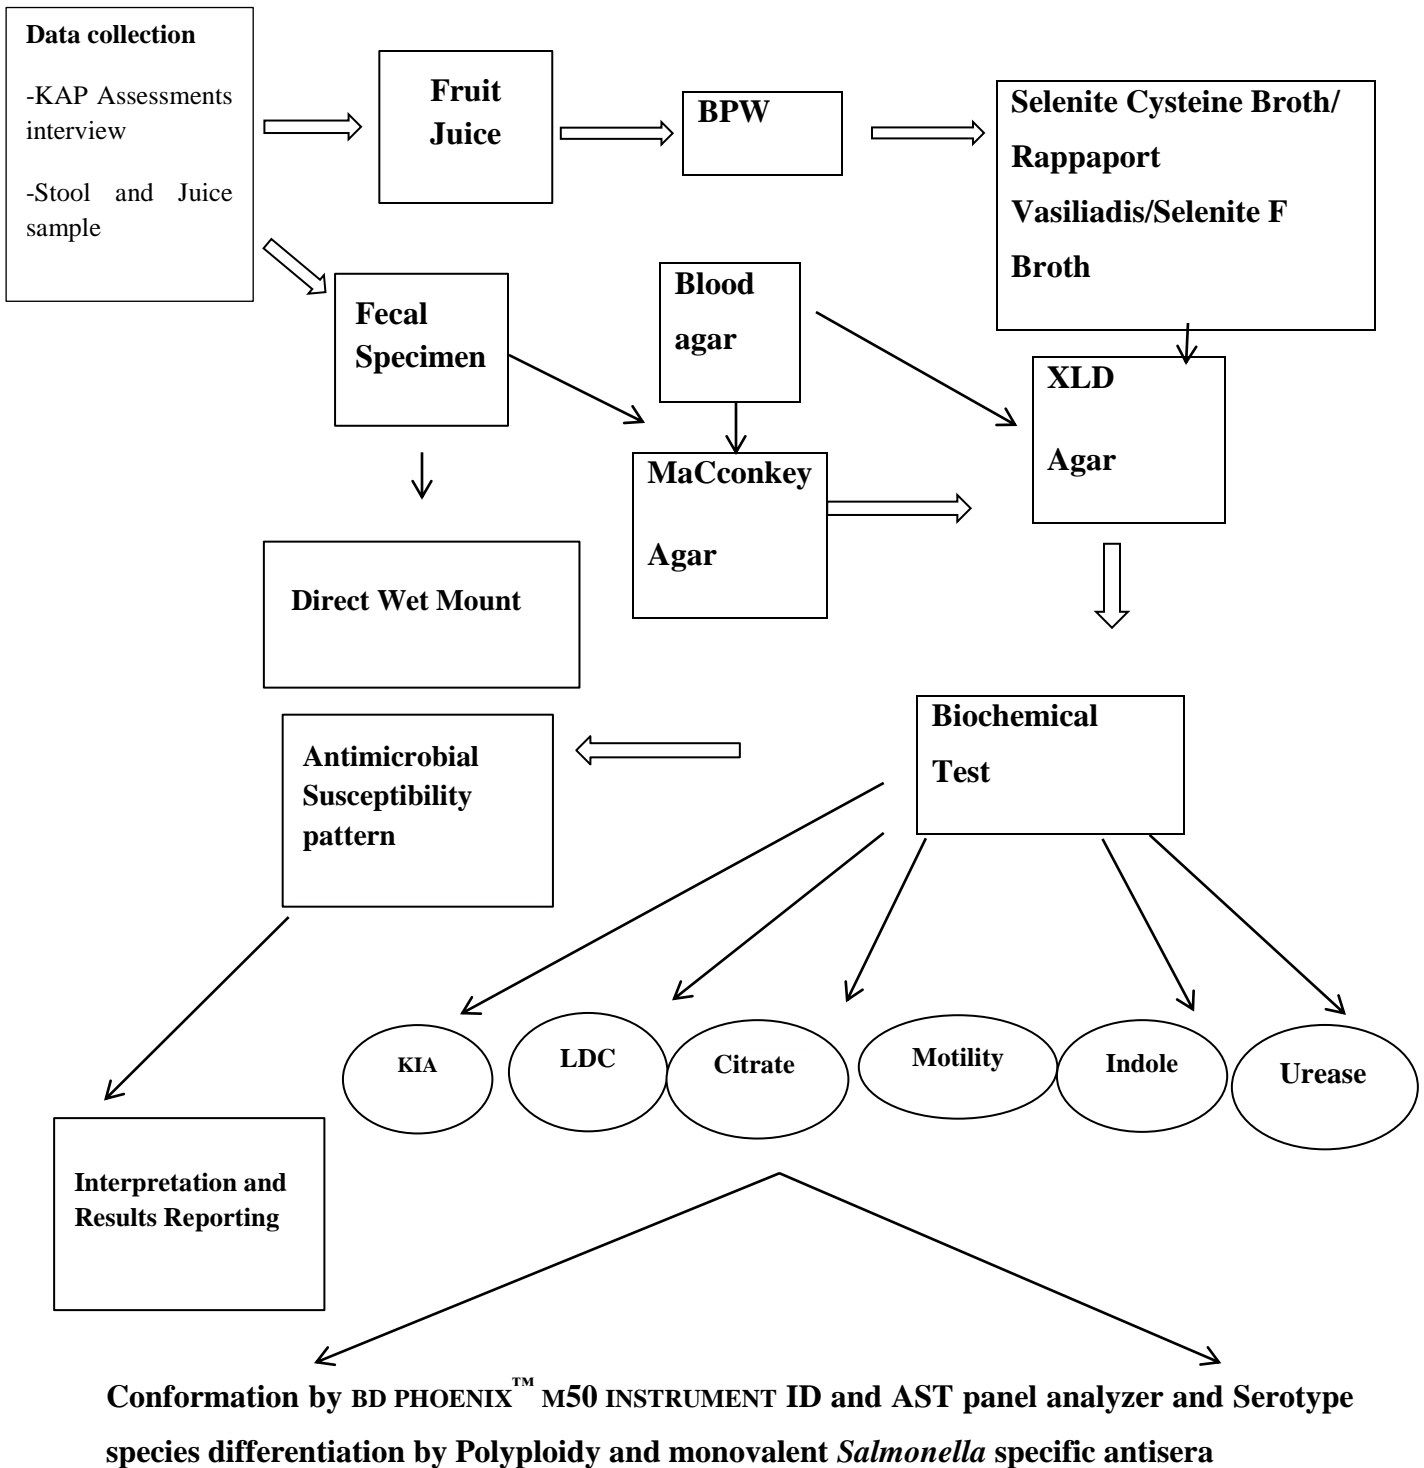 Data collection
-KAP Assessments
interview
-Stool and Juice
sample
Fruit
Juice
BPW
Selenite Cysteine Broth/
Rappaport
Vasiliadis/Selenite F
Broth
Fecal
Specimen
Blood
agar
XLD
Agar
MaCconkey
Agar
Direct Wet Mount
Biochemical
Test
Antimicrobial
Susceptibility
pattern
KIA
LDC
Citrate
Motility
Indole
Urease
Interpretation and
Results Reporting
Conformation by BD PHOENIX™ M50 INSTRUMENT ID and AST panel analyzer and Serotype
species differentiation by Polyploidy and monovalent Salmonella specific antisera